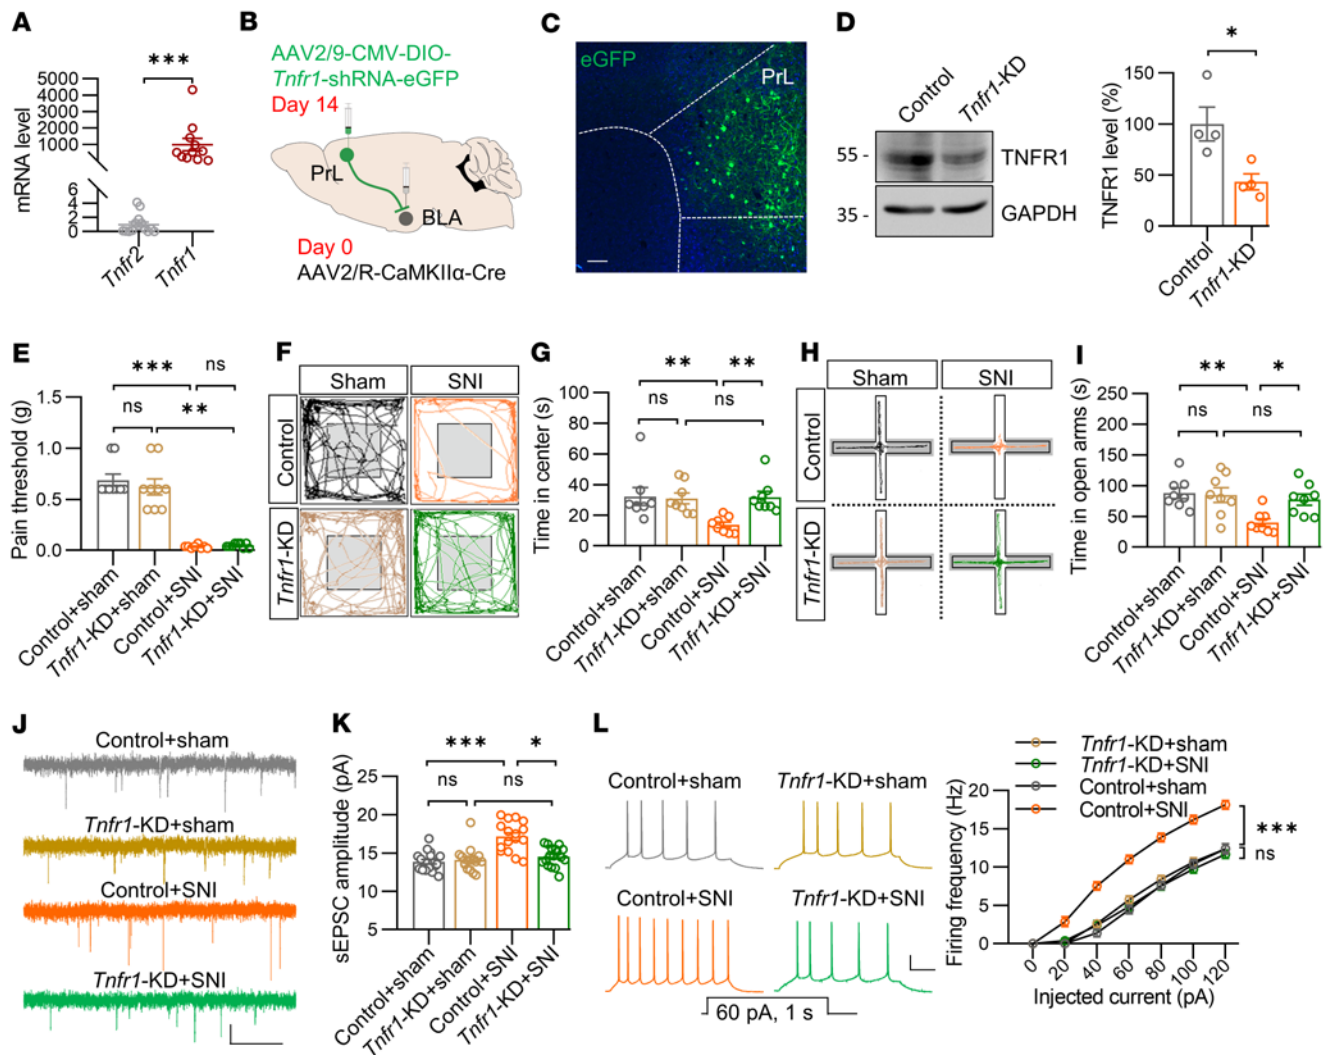 A
***
mRNA level
5000
4000
3000
2000
1000
6
4
2
0
Tnfr2
Tnfr1
B
AAV2/9-CMV-DIO-
Tnfr1-shRNA-eGFP
Day 14
PrL
BLA
Day 0
AAV2/R-CaMKIIα-Cre
C
eGFP
PrL
D
Control
Tnfr1-KD
55 -
TNFR1
35 -
GAPDH
*
TNFR1 level (%)
150
100
50
0
Control
Tnfr1-KD
E
***
ns
ns
**
Pain threshold (g)
1.5
1.0
0.5
0.0
Control+sham
Tnfr1-KD+sham
Control+SNI
Tnfr1-KD+SNI
F
Sham
SNI
Control
Tnfr1-KD
G
**
**
ns
ns
Time in center (s)
100
80
60
40
20
0
Control+sham
Tnfr1-KD+sham
Control+SNI
Tnfr1-KD+SNI
H
Sham
SNI
Control
Tnfr1-KD
I
**
*
ns
ns
Time in open arms (s)
250
200
150
100
50
0
Control+sham
Tnfr1-KD+sham
Control+SNI
Tnfr1-KD+SNI
J
Control+sham
Tnfr1-KD+sham
Control+SNI
Tnfr1-KD+SNI
K
***
*
ns
ns
sEPSC amplitude (pA)
25
20
15
10
5
Control+sham
Tnfr1-KD+sham
Control+SNI
Tnfr1-KD+SNI
L
Control+sham
Tnfr1-KD+sham
Control+SNI
Tnfr1-KD+SNI
60 pA, 1 s
Tnfr1-KD+sham
Tnfr1-KD+SNI
Control+sham
Control+SNI
Firing frequency (Hz)
20
15
10
5
0
***
ns
0
20
40
60
80
100
120
Injected current (pA)